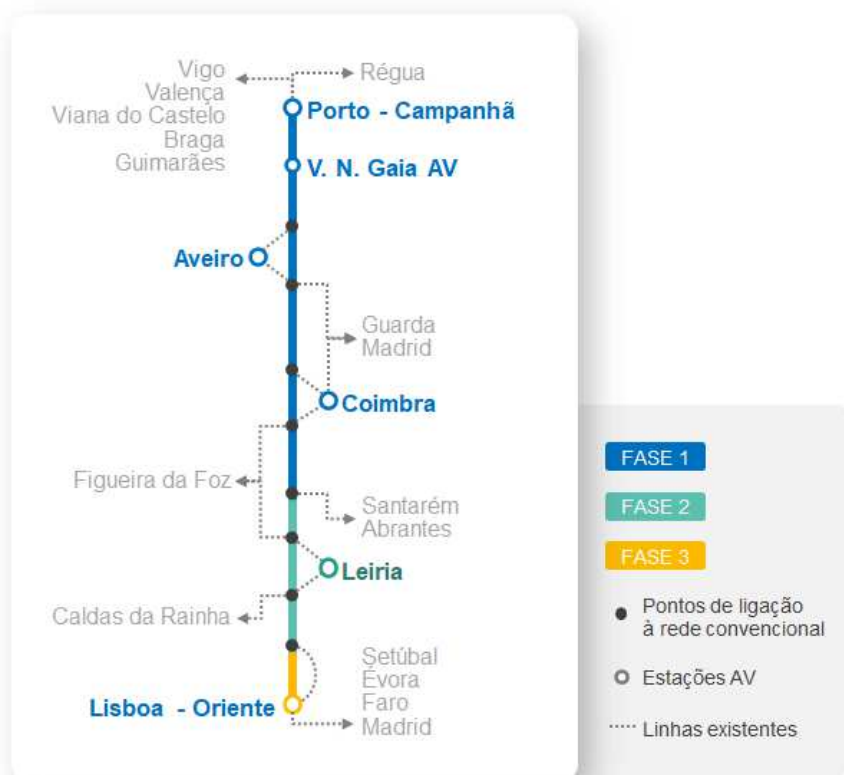 Vigo
Valença
Viana do Castelo
Braga
Guimarães
Régua
Porto - Campanhã
V. N. Gaia AV
Aveiro
Guarda
Madrid
Coimbra
Figueira da Foz
Santarém
Abrantes
Leiria
Caldas da Rainha
Setúbal
Évora
Faro
Madrid
Lisboa - Oriente
FASE 1
FASE 2
FASE 3
Pontos de ligação
à rede convencional
Estações AV
Linhas existentes